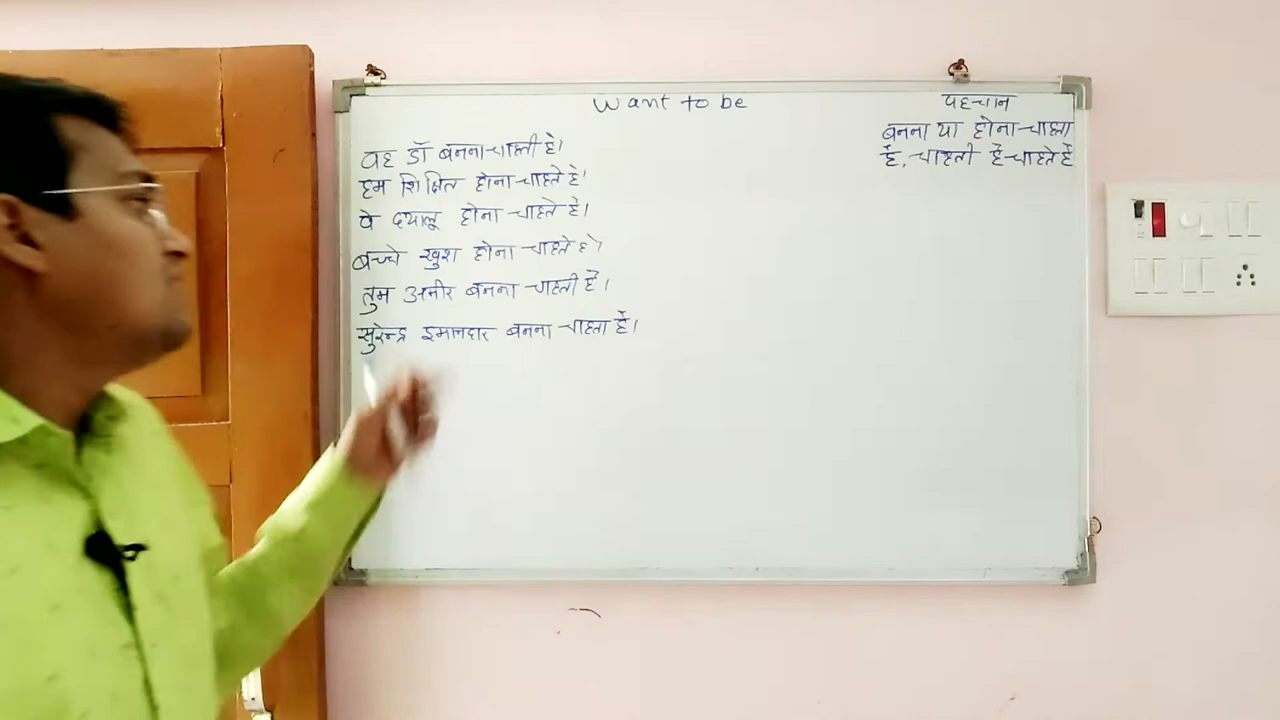 Want to be
पहचान
बनना या होना चाहता
है, चाहती है चाहते हैं
वह डॉ बनना चाहती है।
हम शिक्षित होना चाहते है।
वे दयालू होना चाहते है।
बच्चे खुश होना चाहते है।
तुम अमीर बनना चाहती हैं।
सुरेन्द्र इमानदार बनना चाहता हैं।